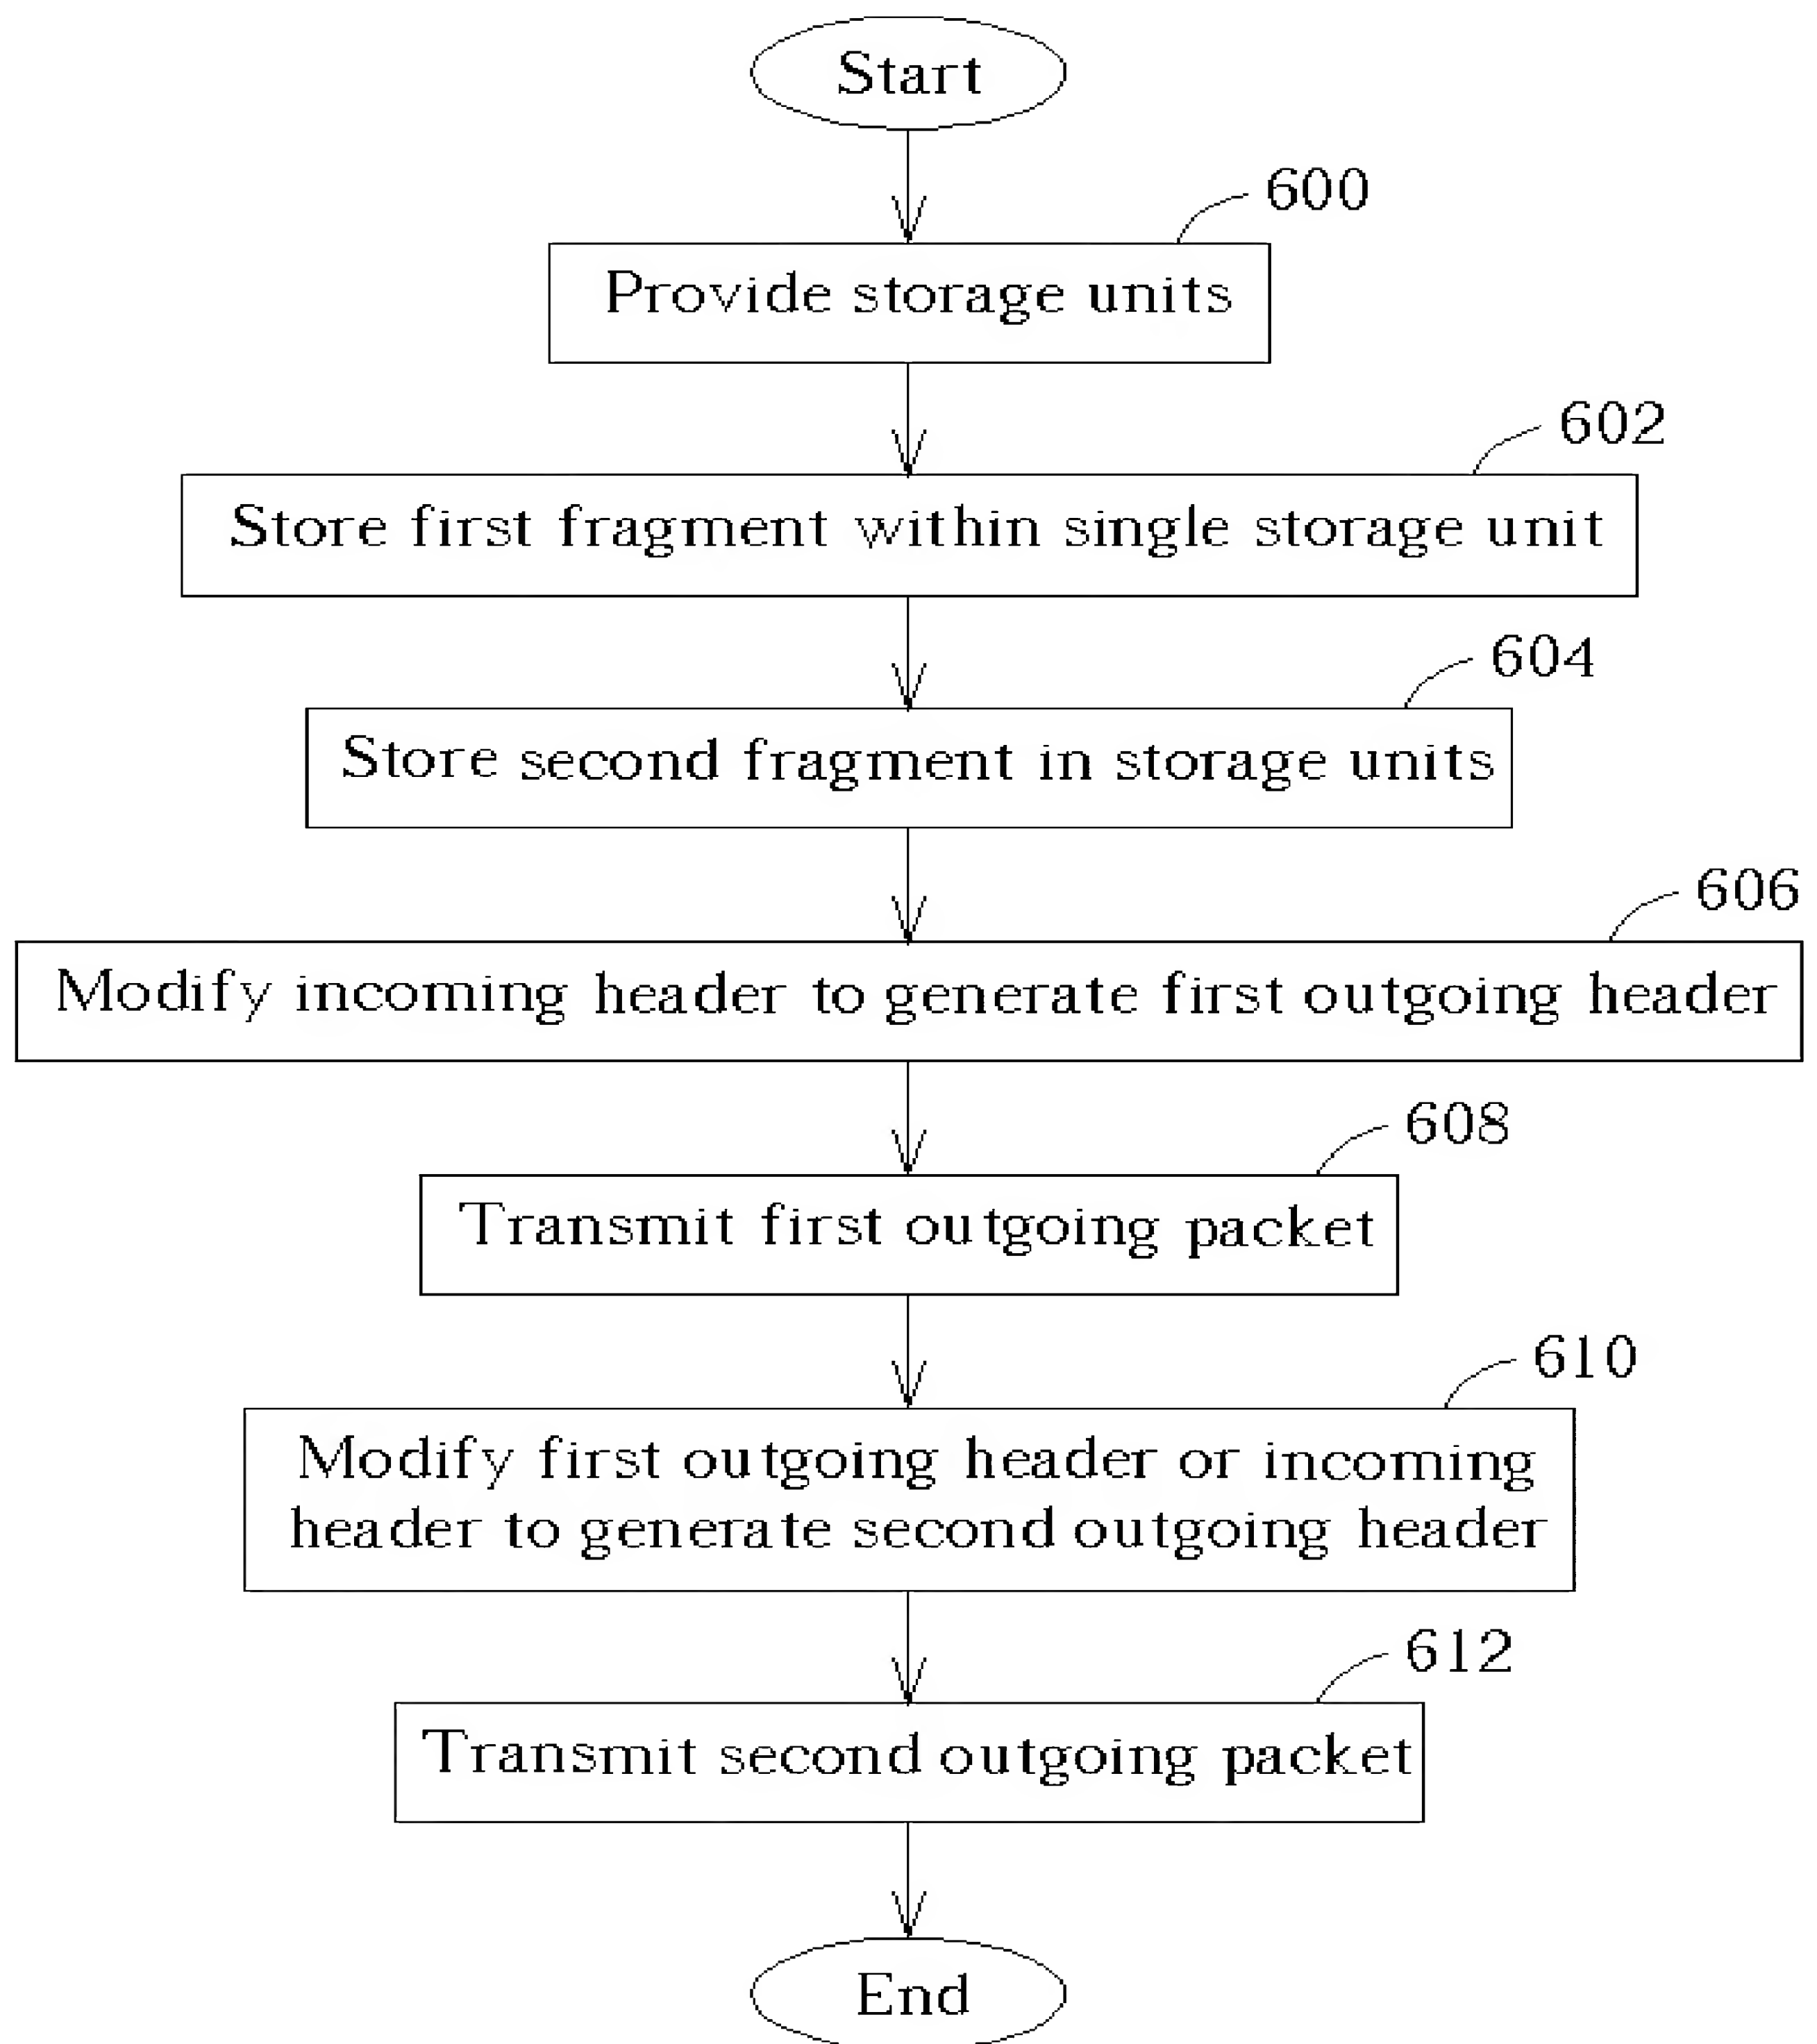 Start
600
Provide storage units
602
Store first fragment within single storage unit
604
Store second fragment in storage units
606
Modify incoming header to generate first outgoing header
608
Transmit first outgoing packet
610
Modify first outgoing header or incoming
header to generate second outgoing header
612
Transmit second outgoing packet
End